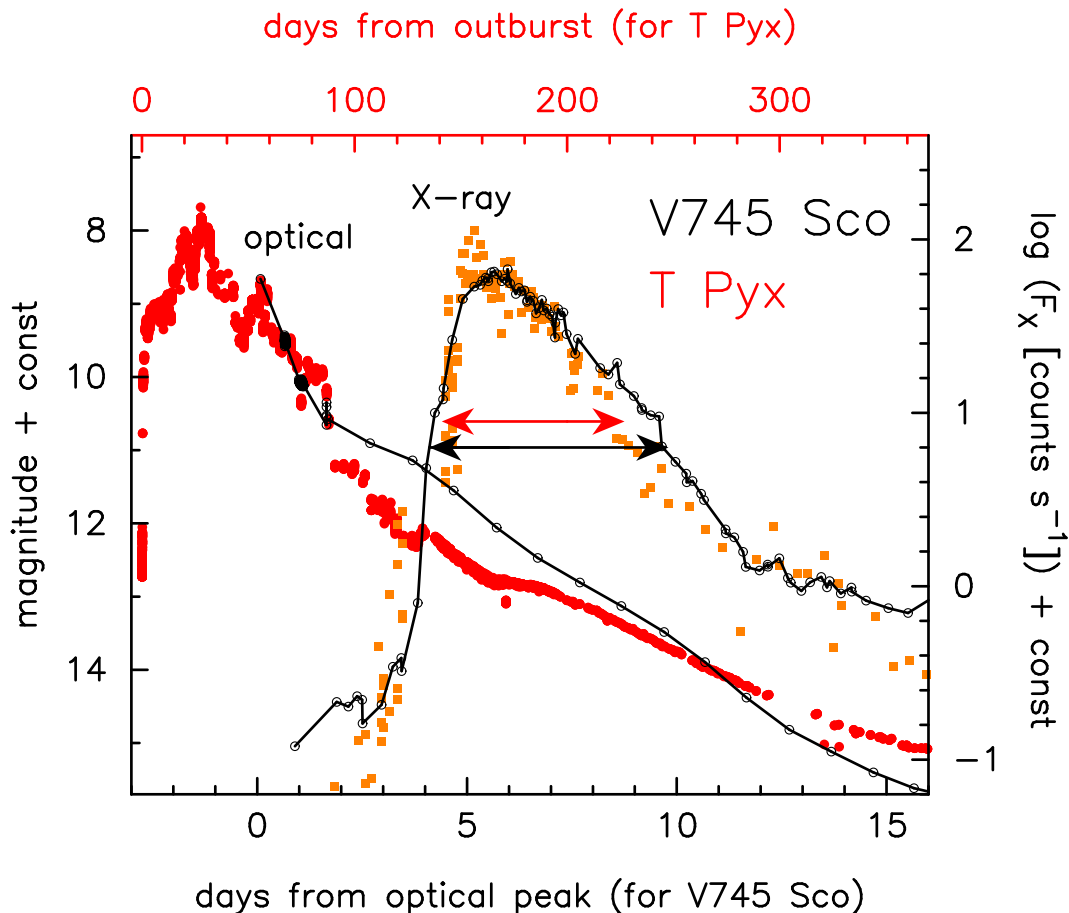 days from outburst (for T Pyx)
0 100 200 300
X-ray
V745 Sco
optical
T Pyx
8
10
12
14
magnitude + const
2
1
0
-1
log (F_X [counts s^-1]) + const
0 5 10 15
days from optical peak (for V745 Sco)